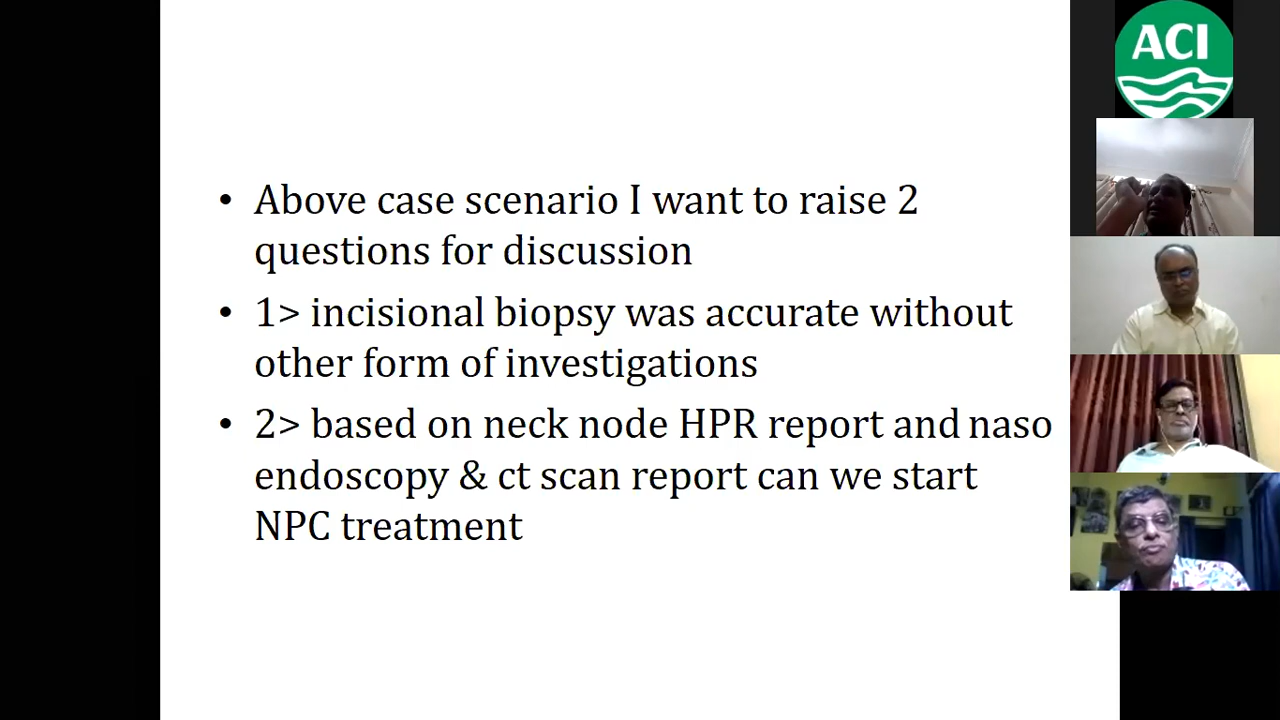 • Above case scenario I want to raise 2
questions for discussion
• 1> incisional biopsy was accurate without
other form of investigations
• 2> based on neck node HPR report and naso
endoscopy & ct scan report can we start
NPC treatment
ACI